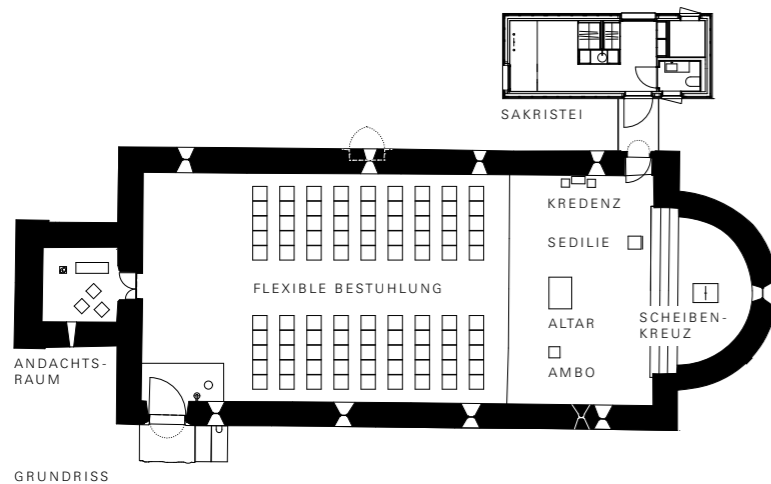 SAKRISTEI
KREDENZ
SEDILIE
FLEXIBLE BESTUHLUNG
ALTAR
SCHEIBEN-
KREUZ
ANDACHTS-
RAUM
AMBO
GRUNDRISS